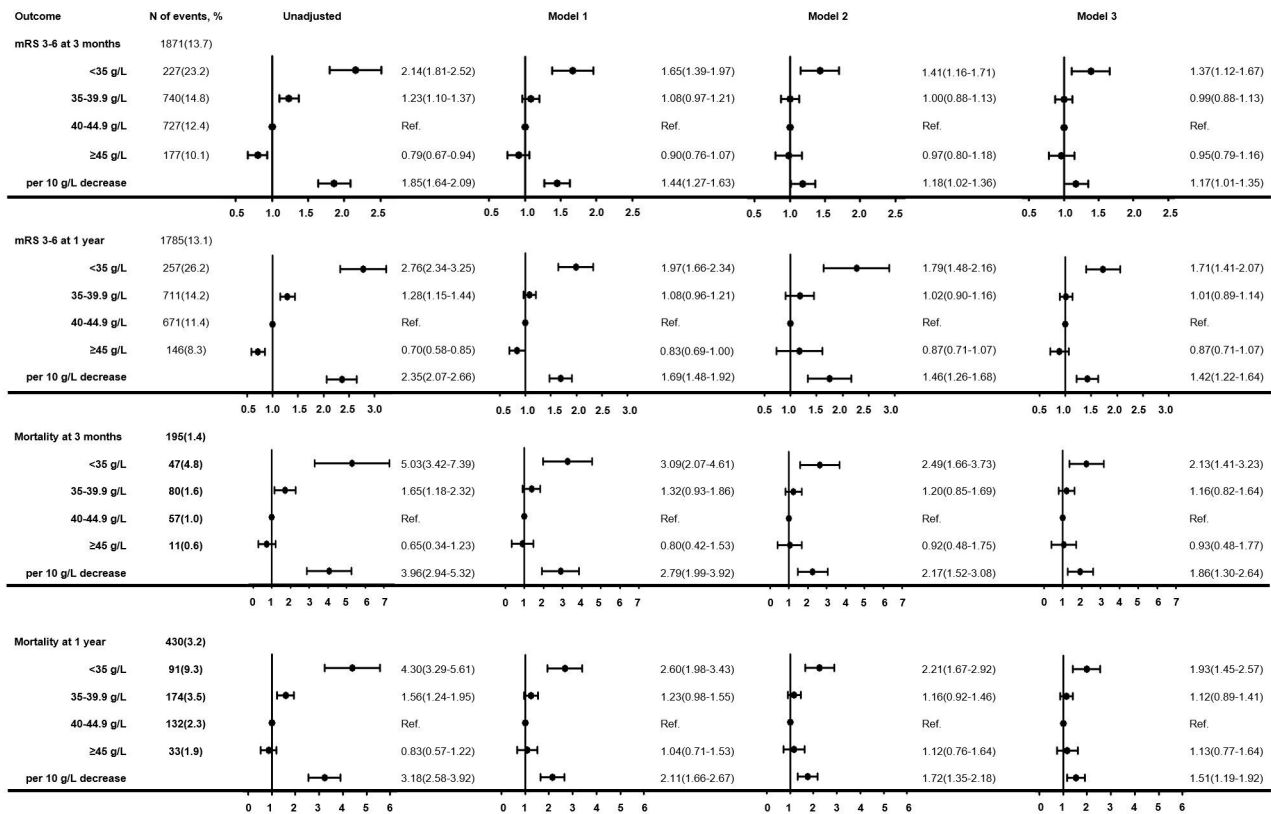 Outcome N of events, % Unadjusted Model 1 Model 2 Model 3
mRS 3-6 at 3 months 1871(13.7)
<35 g/L 227(23.2) 2.14(1.81-2.52) 1.65(1.39-1.97) 1.41(1.16-1.71) 1.37(1.12-1.67)
35-39.9 g/L 740(14.8) 1.23(1.10-1.37) 1.08(0.97-1.21) 1.00(0.88-1.13) 0.99(0.88-1.13)
40-44.9 g/L 727(12.4) Ref. Ref. Ref. Ref.
≥45 g/L 177(10.1) 0.79(0.67-0.94) 0.90(0.76-1.07) 0.97(0.80-1.18) 0.95(0.79-1.16)
per 10 g/L decrease 1.85(1.64-2.09) 1.44(1.27-1.63) 1.18(1.02-1.36) 1.17(1.01-1.35)
0.5 1.0 1.5 2.0 2.5 0.5 1.0 1.5 2.0 2.5 0.5 1.0 1.5 2.0 2.5 0.5 1.0 1.5 2.0 2.5
mRS 3-6 at 1 year 1785(13.1)
<35 g/L 257(26.2) 2.76(2.34-3.25) 1.97(1.66-2.34) 1.79(1.48-2.16) 1.71(1.41-2.07)
35-39.9 g/L 711(14.2) 1.28(1.15-1.44) 1.08(0.96-1.21) 1.02(0.90-1.16) 1.01(0.89-1.14)
40-44.9 g/L 671(11.4) Ref. Ref. Ref. Ref.
≥45 g/L 146(8.3) 0.70(0.58-0.85) 0.83(0.69-1.00) 0.87(0.71-1.07) 0.87(0.71-1.07)
per 10 g/L decrease 2.35(2.07-2.66) 1.69(1.48-1.92) 1.46(1.26-1.68) 1.42(1.22-1.64)
0.5 1.0 1.5 2.0 2.5 3.0 0.5 1.0 1.5 2.0 2.5 3.0 0.5 1.0 1.5 2.0 2.5 3.0 0.5 1.0 1.5 2.0 2.5 3.0
Mortality at 3 months 195(1.4)
<35 g/L 47(4.8) 5.03(3.42-7.39) 3.09(2.07-4.61) 2.49(1.66-3.73) 2.13(1.41-3.23)
35-39.9 g/L 80(1.6) 1.65(1.18-2.32) 1.32(0.93-1.86) 1.20(0.85-1.69) 1.16(0.82-1.64)
40-44.9 g/L 57(1.0) Ref. Ref. Ref. Ref.
≥45 g/L 11(0.6) 0.65(0.34-1.23) 0.80(0.42-1.53) 0.92(0.48-1.75) 0.93(0.48-1.77)
per 10 g/L decrease 3.96(2.94-5.32) 2.79(1.99-3.92) 2.17(1.52-3.08) 1.86(1.30-2.64)
0 1 2 3 4 5 6 7 0 1 2 3 4 5 6 7 0 1 2 3 4 5 6 7 0 1 2 3 4 5 6 7
Mortality at 1 year 430(3.2)
<35 g/L 91(9.3) 4.30(3.29-5.61) 2.60(1.98-3.43) 2.21(1.67-2.92) 1.93(1.45-2.57)
35-39.9 g/L 174(3.5) 1.56(1.24-1.95) 1.23(0.98-1.55) 1.16(0.92-1.46) 1.12(0.89-1.41)
40-44.9 g/L 132(2.3) Ref. Ref. Ref. Ref.
≥45 g/L 33(1.9) 0.83(0.57-1.22) 1.04(0.71-1.53) 1.12(0.76-1.64) 1.13(0.77-1.64)
per 10 g/L decrease 3.18(2.58-3.92) 2.11(1.66-2.67) 1.72(1.35-2.18) 1.51(1.19-1.92)
0 1 2 3 4 5 6 0 1 2 3 4 5 6 0 1 2 3 4 5 6 0 1 2 3 4 5 6